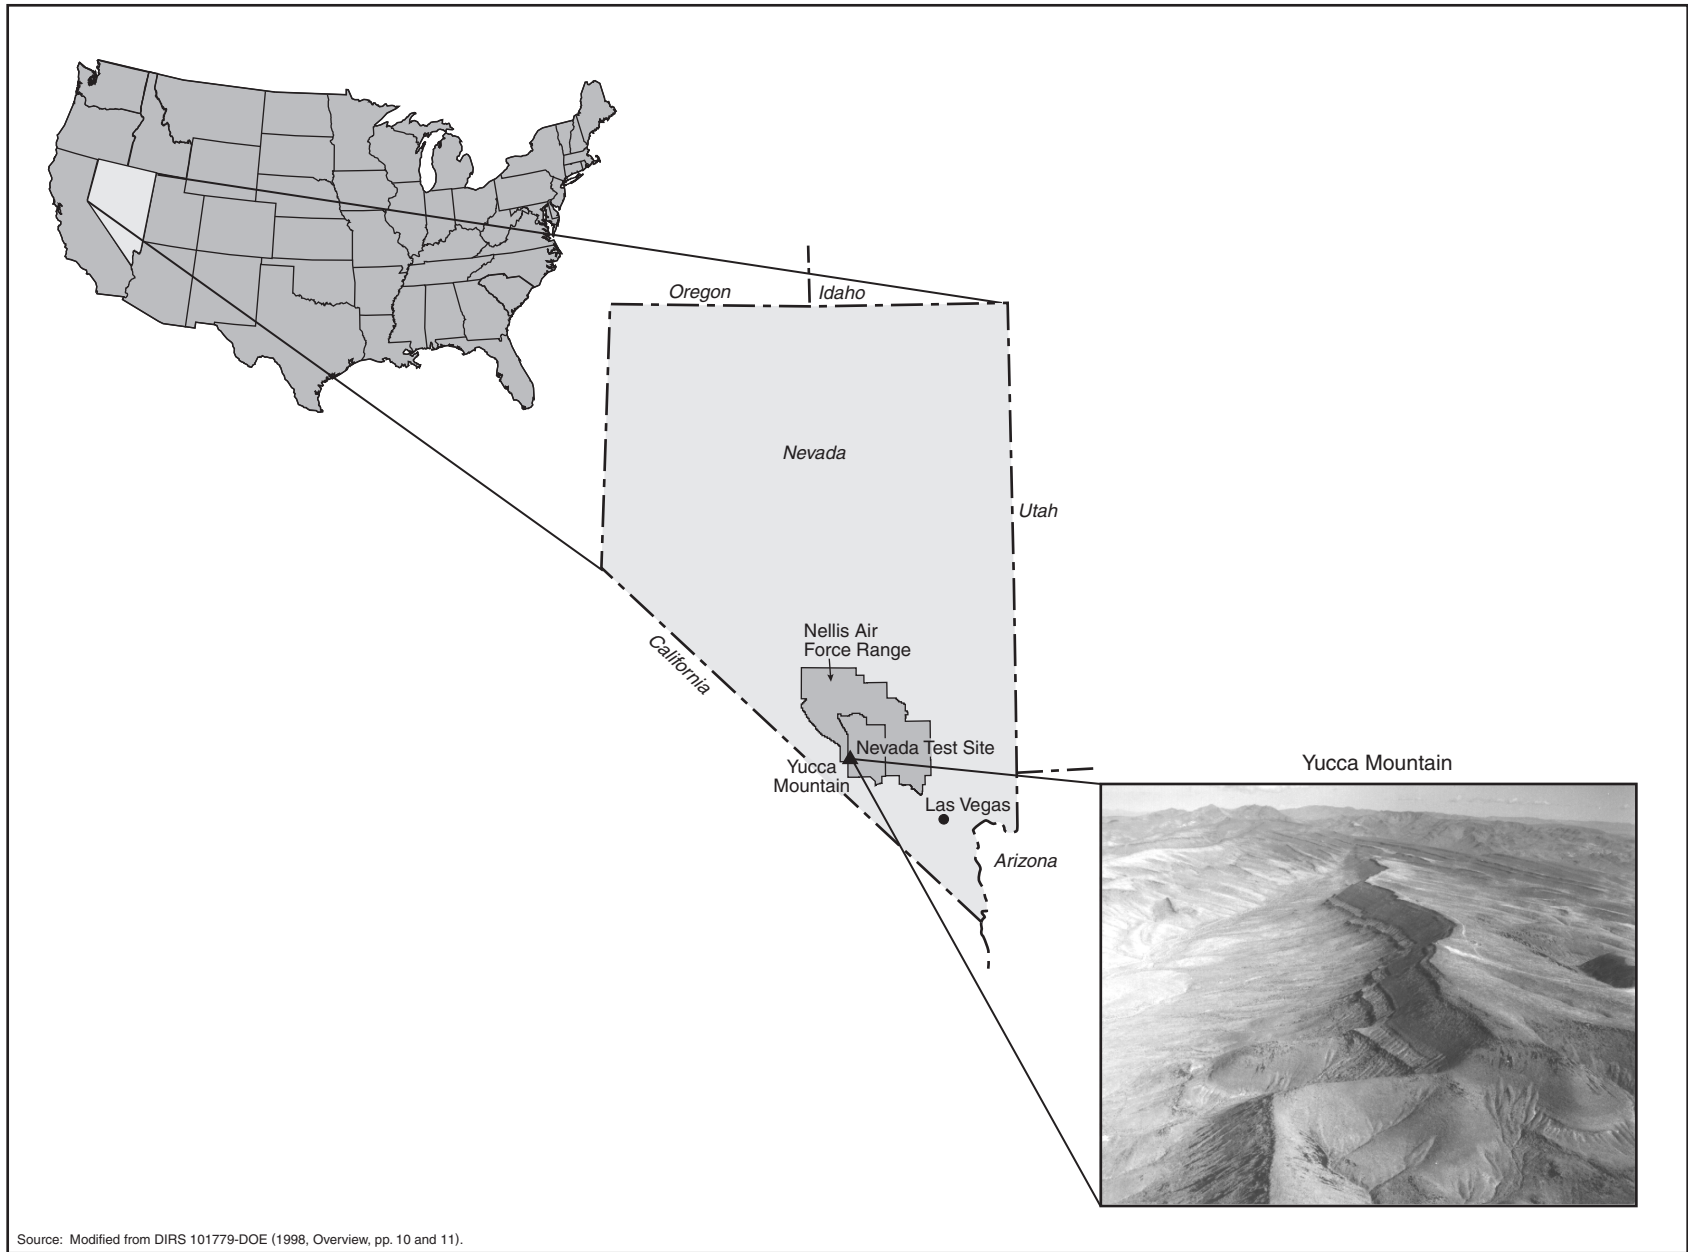 Oregon
Idaho
Nevada
Utah
California
Nellis Air
Force Range
Nevada Test Site
Yucca
Mountain
Las Vegas
Arizona
Yucca Mountain
Source:  Modified from DIRS 101779-DOE (1998, Overview, pp. 10 and 11).